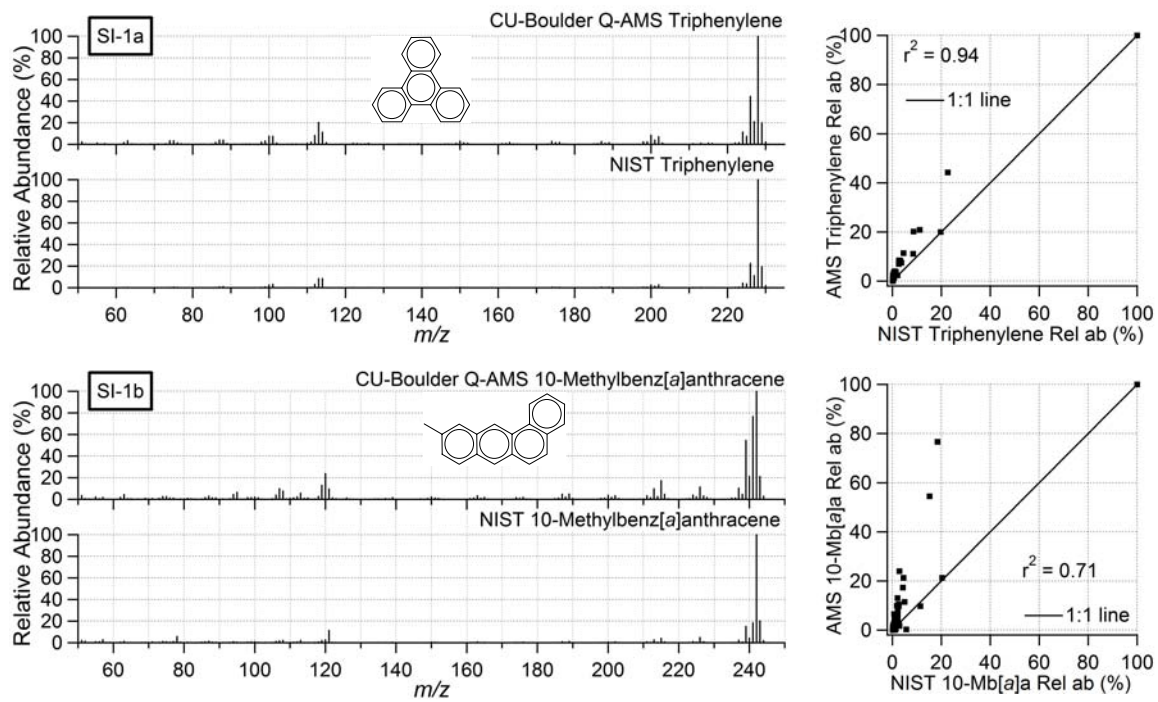 SI-1a
CU-Boulder Q-AMS Triphenylene
Relative Abundance (%)
100
80
60
40
20
0
NIST Triphenylene
100
80
60
40
20
0
60 80 100 120 140 160 180 200 220
m/z
AMS Triphenylene Rel ab (%)
r² = 0.94
1:1 line
100
80
60
40
20
0
0 20 40 60 80 100
NIST Triphenylene Rel ab (%)
SI-1b
CU-Boulder Q-AMS 10-Methylbenz[a]anthracene
Relative Abundance (%)
100
80
60
40
20
0
NIST 10-Methylbenz[a]anthracene
100
80
60
40
20
0
60 80 100 120 140 160 180 200 220 240
m/z
AMS 10-Mb[a]a Rel ab (%)
100
80
60
40
20
0
r² = 0.71
1:1 line
0 20 40 60 80 100
NIST 10-Mb[a]a Rel ab (%)